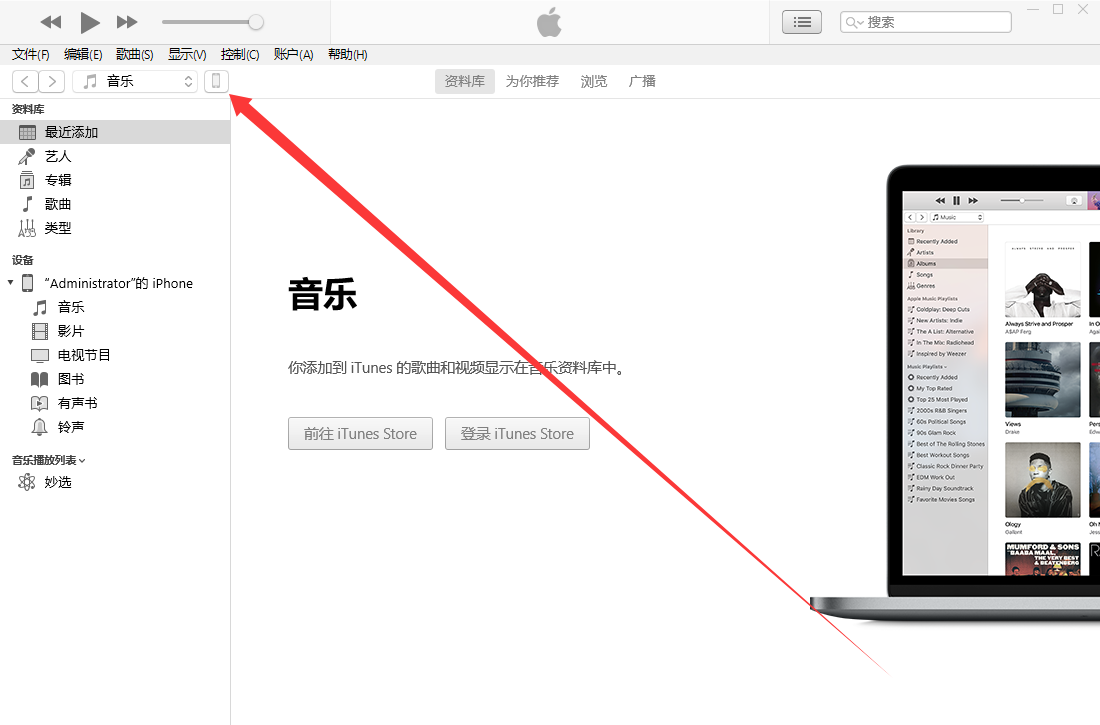 搜索
文件(F) 编辑(E) 歌曲(S) 显示(V) 控制(C) 账户(A) 帮助(H)
音乐
资料库 为你推荐 浏览 广播
资料库
最近添加
艺人
专辑
歌曲
类型
设备
“Administrator”的 iPhone
音乐
影片
电视节目
图书
有声书
铃声
音乐播放列表
妙选
音乐
你添加到 iTunes 的歌曲和视频显示在音乐资料库中。
前往 iTunes Store 登录 iTunes Store
Music
Library
Recently Added
Artists
Albums
Songs
Genres
Apple Music Playlists
Coldplay: Deep Cuts
New Artists: Indie
The A List: Alternative
In The Mix: Radiohead
Inspired by Weezer
Music Playlists
Recently Added
My Top Rated
Top 25 Most Played
2000s R&B Singers
60s Political Songs
90s Glam Rock
Best of The Rolling Stones
Best Workout Songs
Classic Rock Dinner Party
EDM Work Out
Rainy Day Soundtrack
Favorite Movies Songs
ALWAYS STRIVE AND PROSPER
Always Strive and Prosper
A$AP Ferg
Views
Drake
Ology
Gallant
MUMFORD & SONS
BAABA MAAL
THE VERY BEST
& BEATENBERG